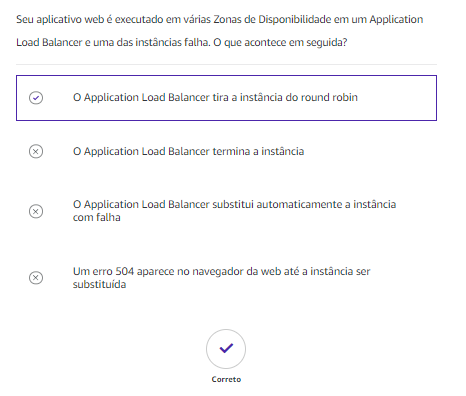 Seu aplicativo web é executado em várias Zonas de Disponibilidade em um Application
Load Balancer e uma das instâncias falha. O que acontece em seguida?
O Application Load Balancer tira a instância do round robin
O Application Load Balancer termina a instância
O Application Load Balancer substitui automaticamente a instância
com falha
Um erro 504 aparece no navegador da web até a instância ser
substituída
Correto